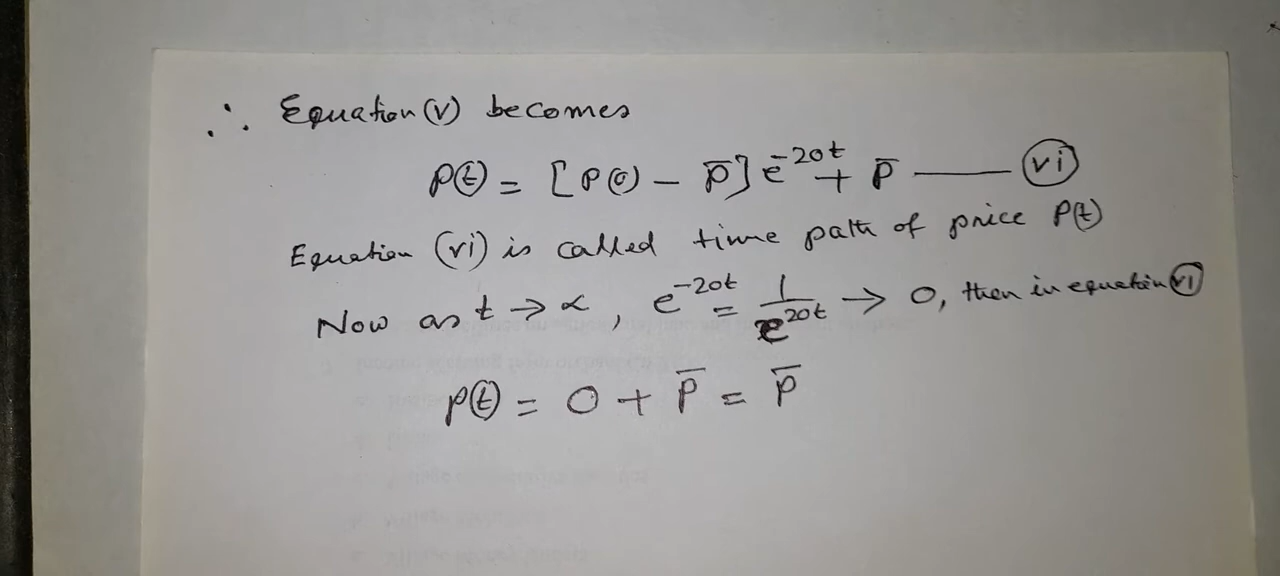 ∴ Equation (v) becomes
P(t) = [P(0) – P̄] e^-20t + P̄ —— (vi)
Equation (vi) is called time path of price P(t)
Now as t → ∝, e^-20t = 1/e^20t → 0, then in equation (vi)
P(t) = 0 + P̄ = P̄